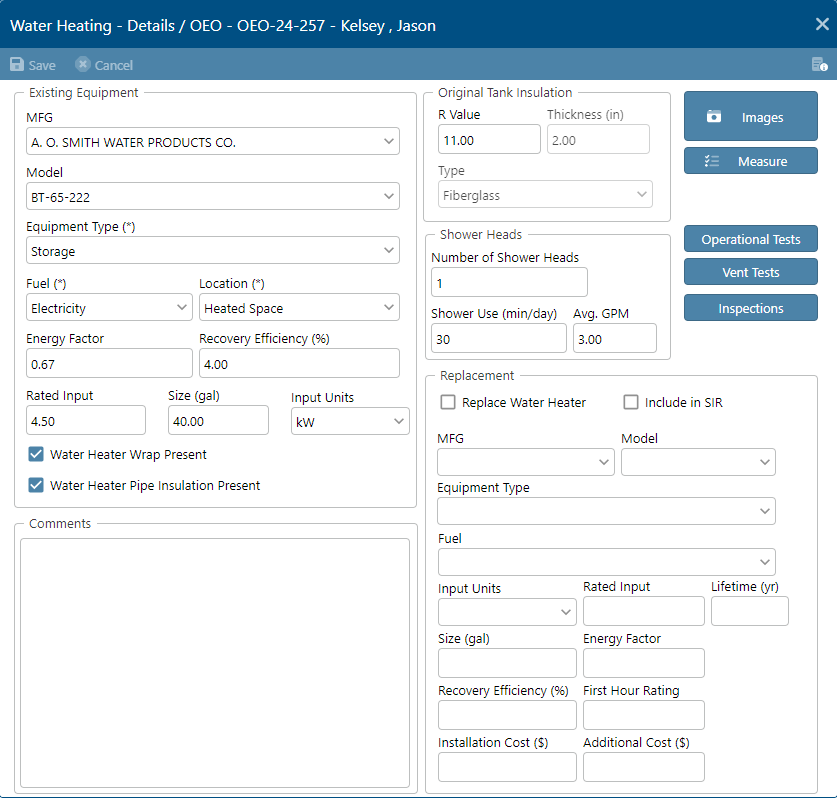 Water Heating - Details / OEO - OEO-24-257 - Kelsey , Jason
Save Cancel
Existing Equipment
MFG
A. O. SMITH WATER PRODUCTS CO.
Model
BT-65-222
Equipment Type (*)
Storage
Fuel (*) Location (*)
Electricity Heated Space
Energy Factor Recovery Efficiency (%)
0.67 4.00
Rated Input Size (gal) Input Units
4.50 40.00 kW
Water Heater Wrap Present
Water Heater Pipe Insulation Present
Comments
Original Tank Insulation
R Value Thickness (in)
11.00 2.00
Type
Fiberglass
Shower Heads
Number of Shower Heads
1
Shower Use (min/day) Avg. GPM
30 3.00
Images
Measure
Operational Tests
Vent Tests
Inspections
Replacement
Replace Water Heater Include in SIR
MFG Model
Equipment Type
Fuel
Input Units Rated Input Lifetime (yr)
Size (gal) Energy Factor
Recovery Efficiency (%) First Hour Rating
Installation Cost ($) Additional Cost ($)